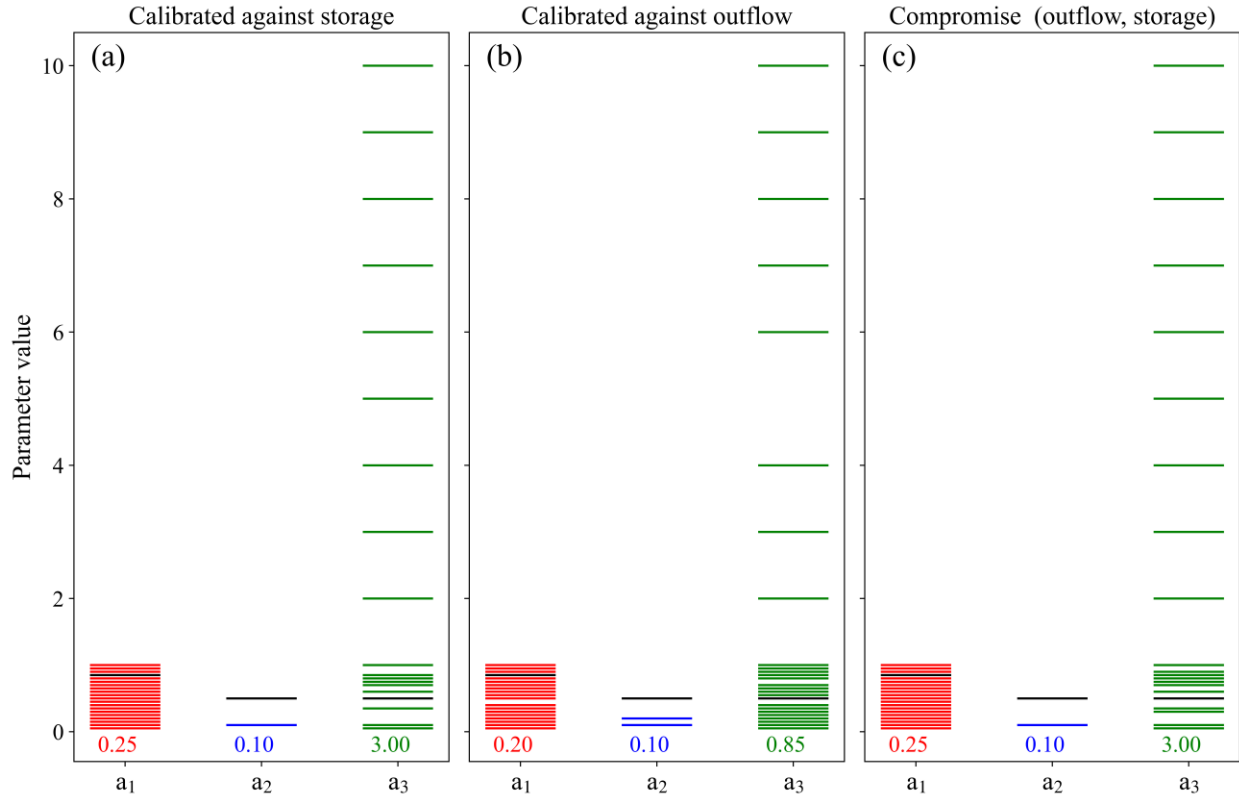 Calibrated against storage
Calibrated against outflow
Compromise (outflow, storage)
(a)
(b)
(c)
Parameter value
10
8
6
4
2
0
0.25
0.10
3.00
0.20
0.10
0.85
0.25
0.10
3.00
a₁
a₂
a₃
a₁
a₂
a₃
a₁
a₂
a₃